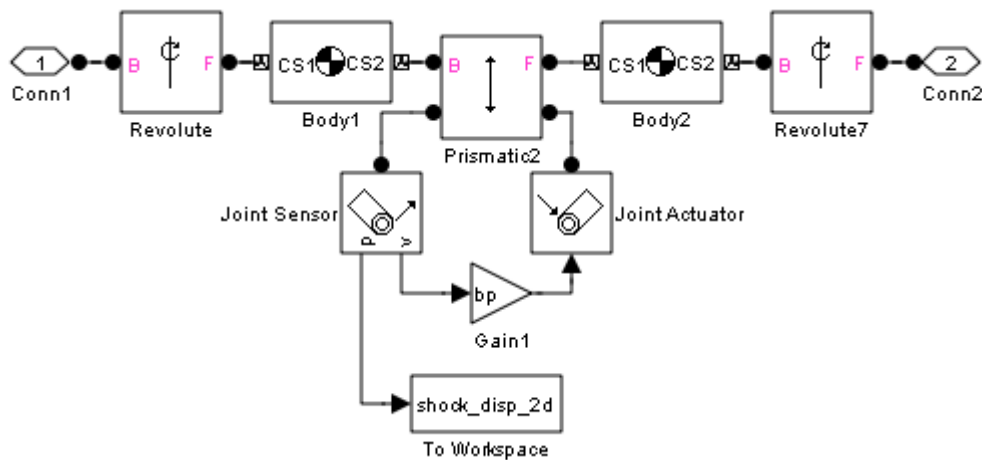 1 B F CS1 CS2 B F CS1 CS2 B F 2
Conn1 Revolute Body1 Prismatic2 Body2 Revolute7 Conn2
Joint Sensor p v Joint Actuator
bp
Gain1
shock_disp_2d
To Workspace